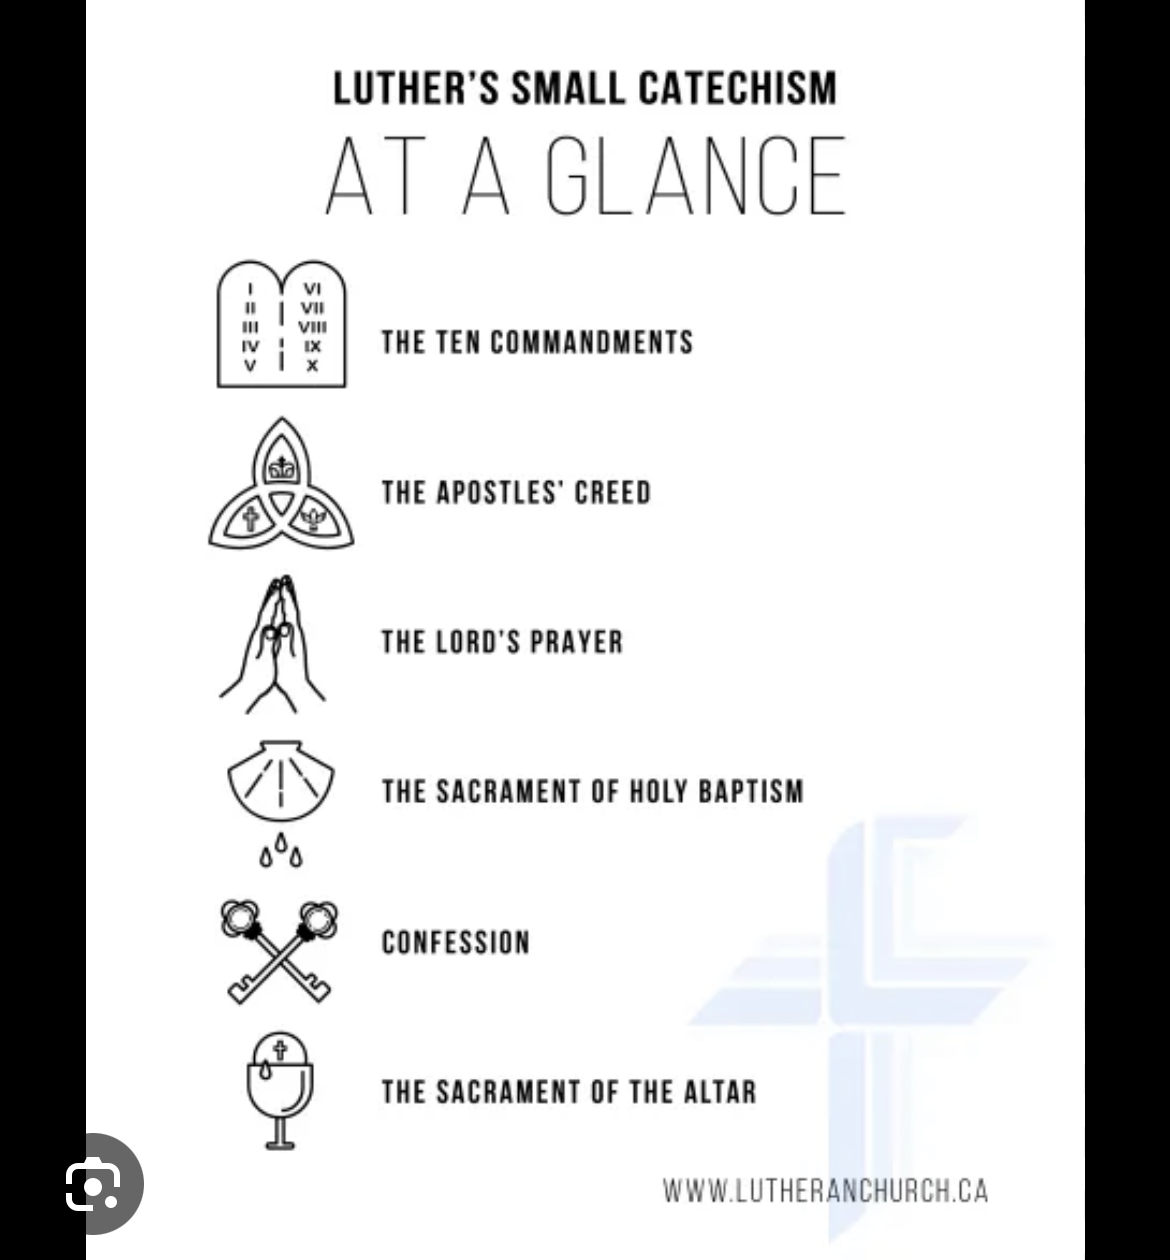 LUTHER'S SMALL CATECHISM
AT A GLANCE
I VI
II VII
III VIII
IV IX
V X
THE TEN COMMANDMENTS
THE APOSTLES' CREED
THE LORD'S PRAYER
THE SACRAMENT OF HOLY BAPTISM
CONFESSION
THE SACRAMENT OF THE ALTAR
WWW.LUTHERANCHURCH.CA